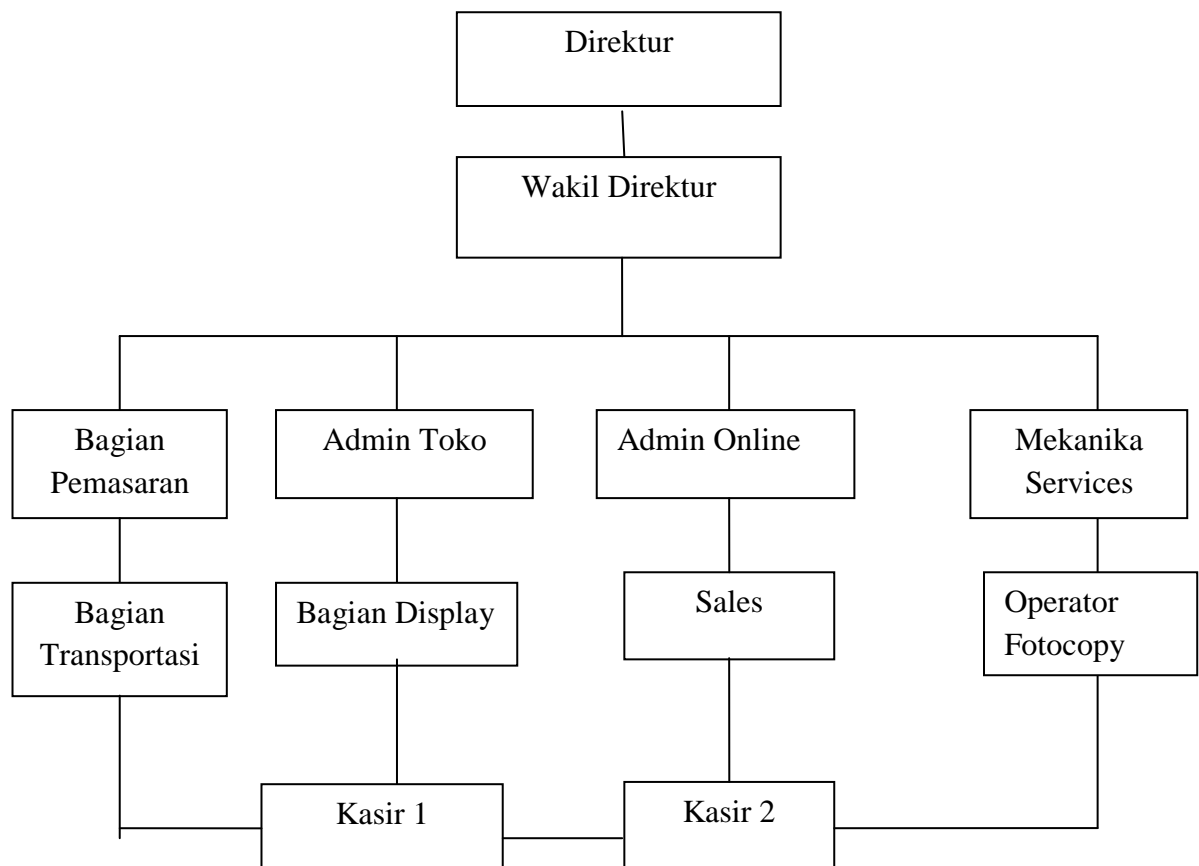 Direktur
Wakil Direktur
Bagian
Pemasaran
Admin Toko
Admin Online
Mekanika
Services
Bagian
Transportasi
Bagian Display
Sales
Operator
Fotocopy
Kasir 1
Kasir 2